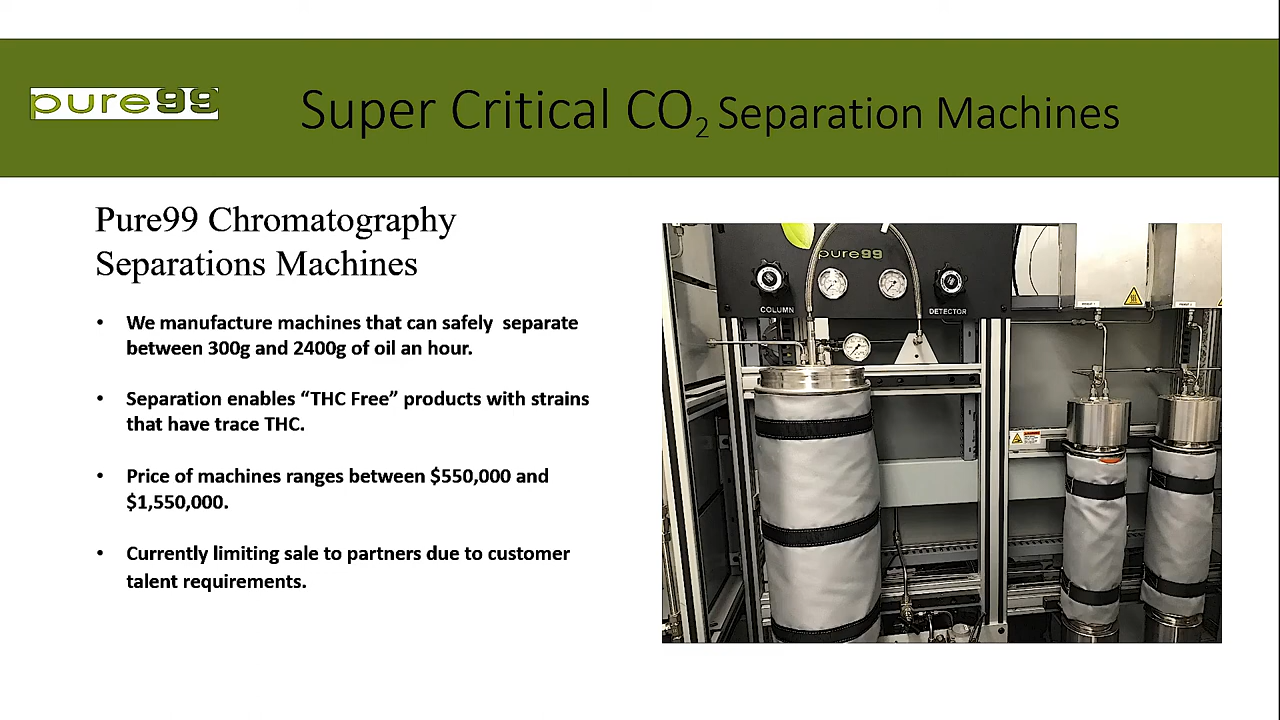 pure99
Super Critical CO₂ Separation Machines
Pure99 Chromatography
Separations Machines
• We manufacture machines that can safely separate
between 300g and 2400g of oil an hour.
• Separation enables “THC Free” products with strains
that have trace THC.
• Price of machines ranges between $550,000 and
$1,550,000.
• Currently limiting sale to partners due to customer
talent requirements.
pure99
COLUMN
DETECTOR